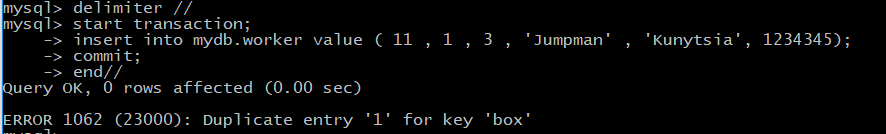 mysql> delimiter //
mysql> start transaction;
    -> insert into mydb.worker value ( 11 , 1 , 3 , 'Jumpman' , 'Kunytsia', 1234345);
    -> commit;
    -> end//
Query OK, 0 rows affected (0.00 sec)
ERROR 1062 (23000): Duplicate entry '1' for key 'box'